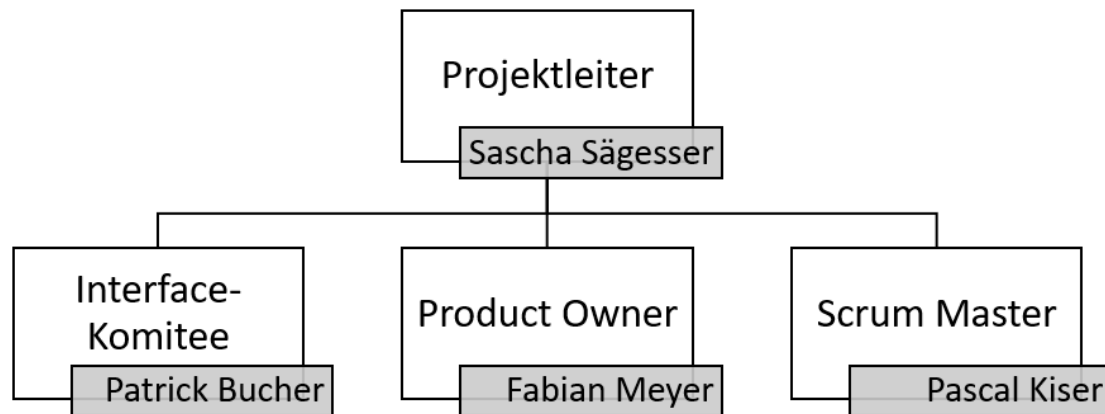 Projektleiter
Sascha Sägesser
Interface-
Komitee
Patrick Bucher
Product Owner
Fabian Meyer
Scrum Master
Pascal Kiser